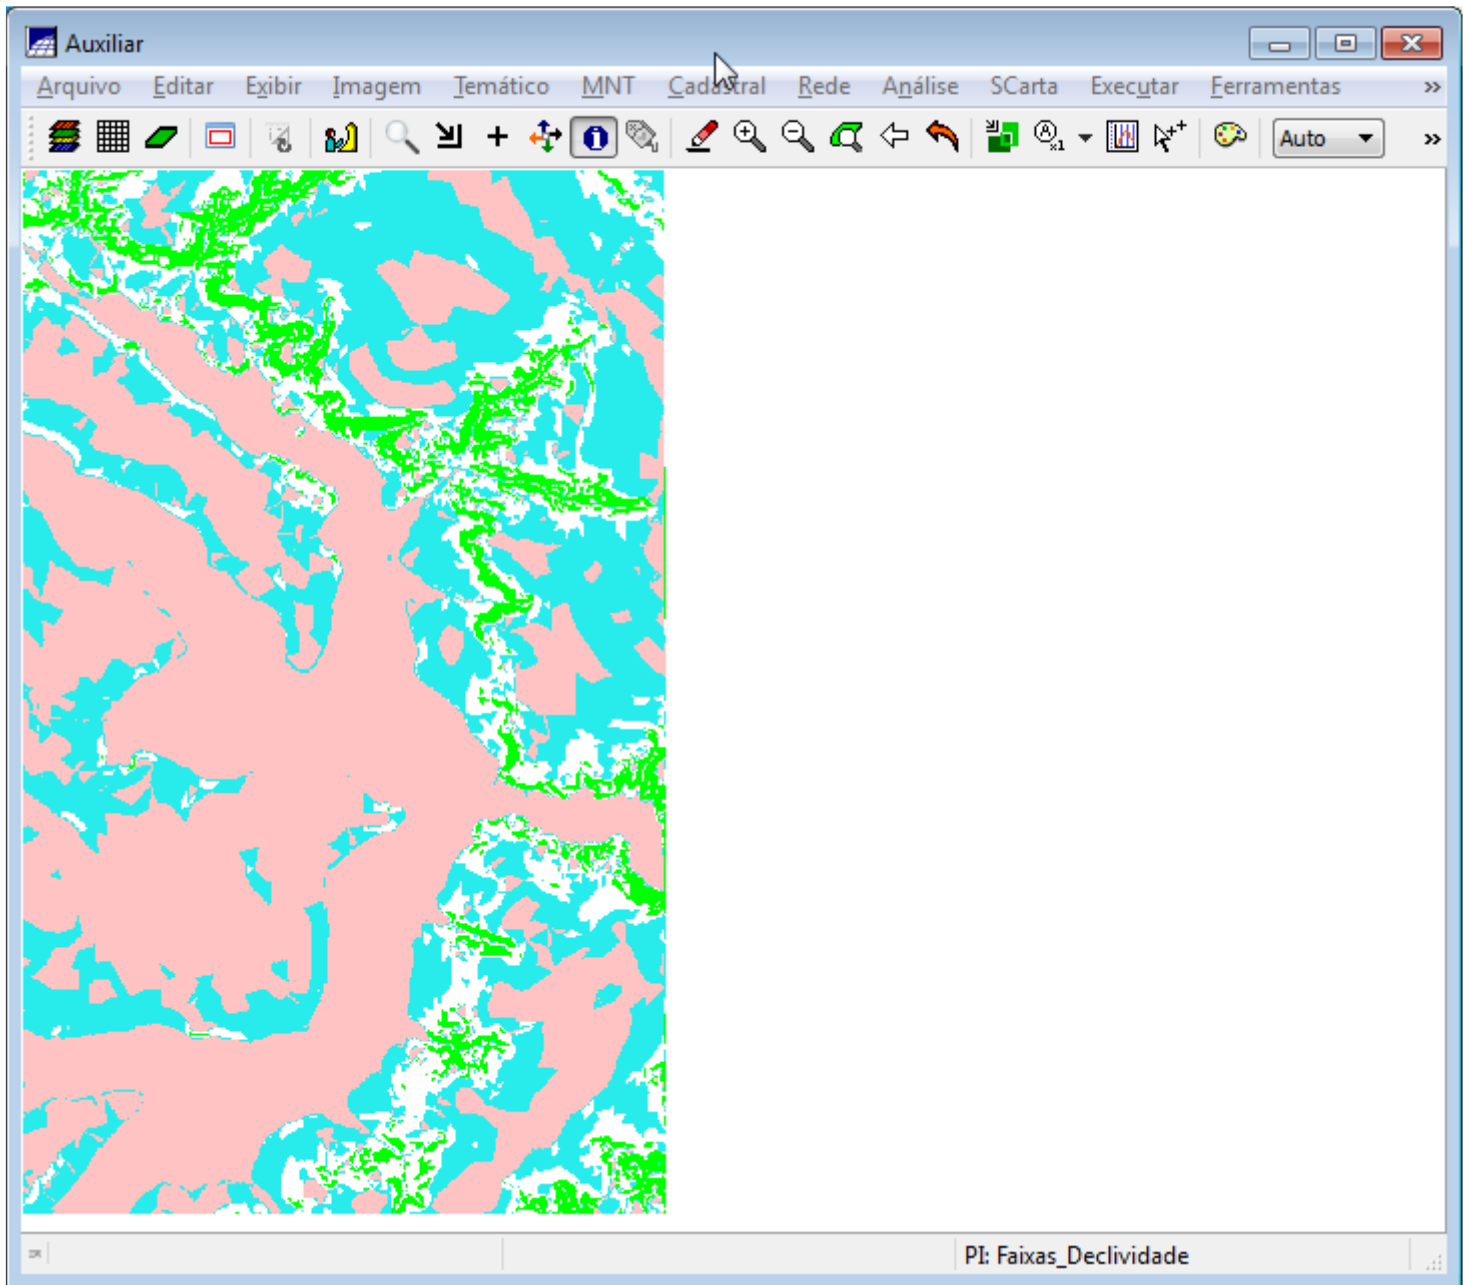 Auxiliar
Arquivo Editar Exibir Imagem Temático MNT Cadastral Rede Análise SCarta Executar Ferramentas »
Auto »
PI: Faixas_Declividade